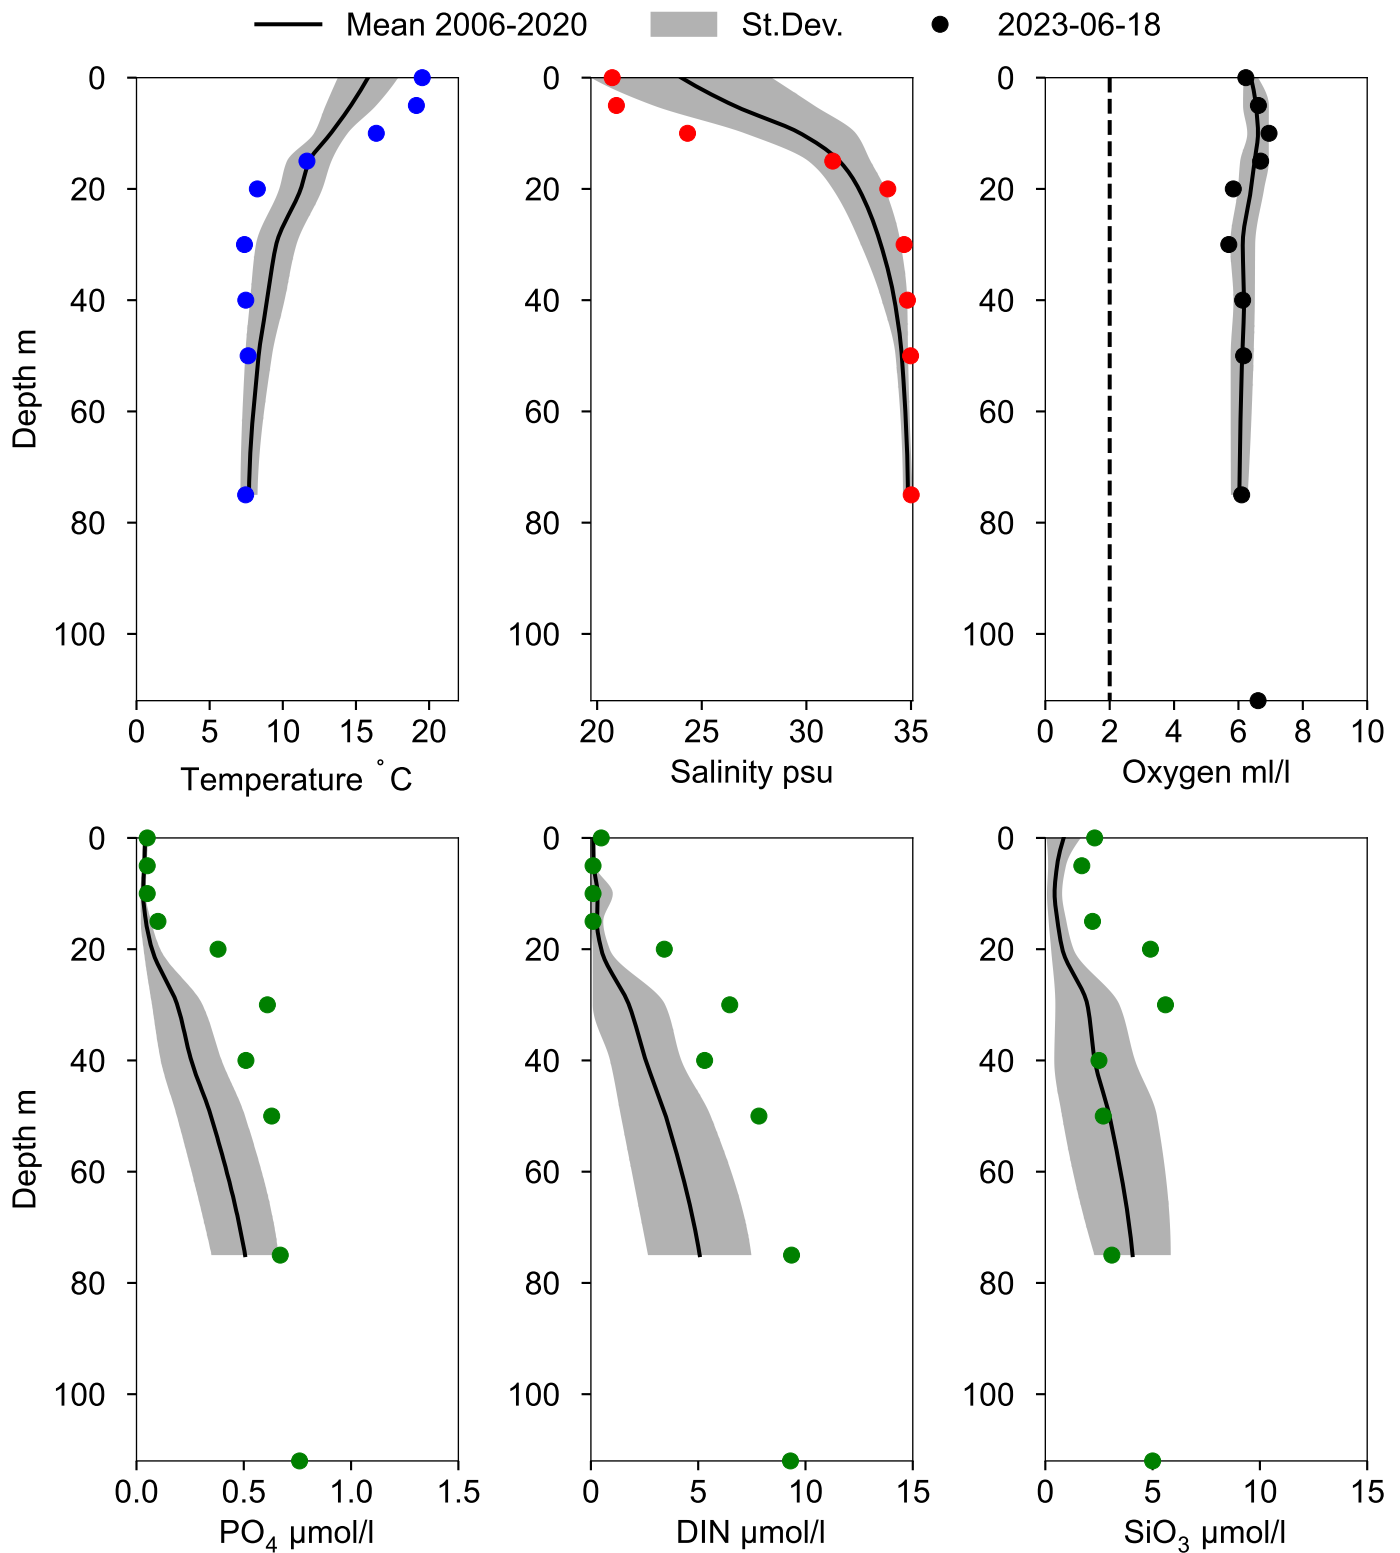 Mean 2006-2020 St.Dev. 2023-06-18
0 0 0
20 20 20
40 40 40
60 60 60
80 80 80
100 100 100
Depth m
0 5 10 15 20 20 25 30 35 0 2 4 6 8 10
Temperature °C Salinity psu Oxygen ml/l
0 0 0
20 20 20
40 40 40
60 60 60
80 80 80
100 100 100
Depth m
0.0 0.5 1.0 1.5 0 5 10 15 0 5 10 15
PO₄ µmol/l DIN µmol/l SiO₃ µmol/l